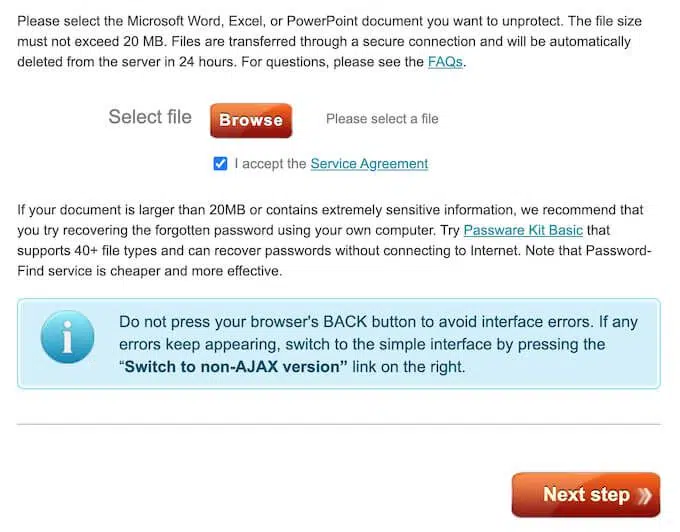 Please select the Microsoft Word, Excel, or PowerPoint document you want to unprotect. The file size
must not exceed 20 MB. Files are transferred through a secure connection and will be automatically
deleted from the server in 24 hours. For questions, please see the FAQs.
Select file Browse Please select a file
I accept the Service Agreement
If your document is larger than 20MB or contains extremely sensitive information, we recommend that
you try recovering the forgotten password using your own computer. Try Passware Kit Basic that
supports 40+ file types and can recover passwords without connecting to Internet. Note that Password-
Find service is cheaper and more effective.
Do not press your browser's BACK button to avoid interface errors. If any
errors keep appearing, switch to the simple interface by pressing the
“Switch to non-AJAX version” link on the right.
Next step »